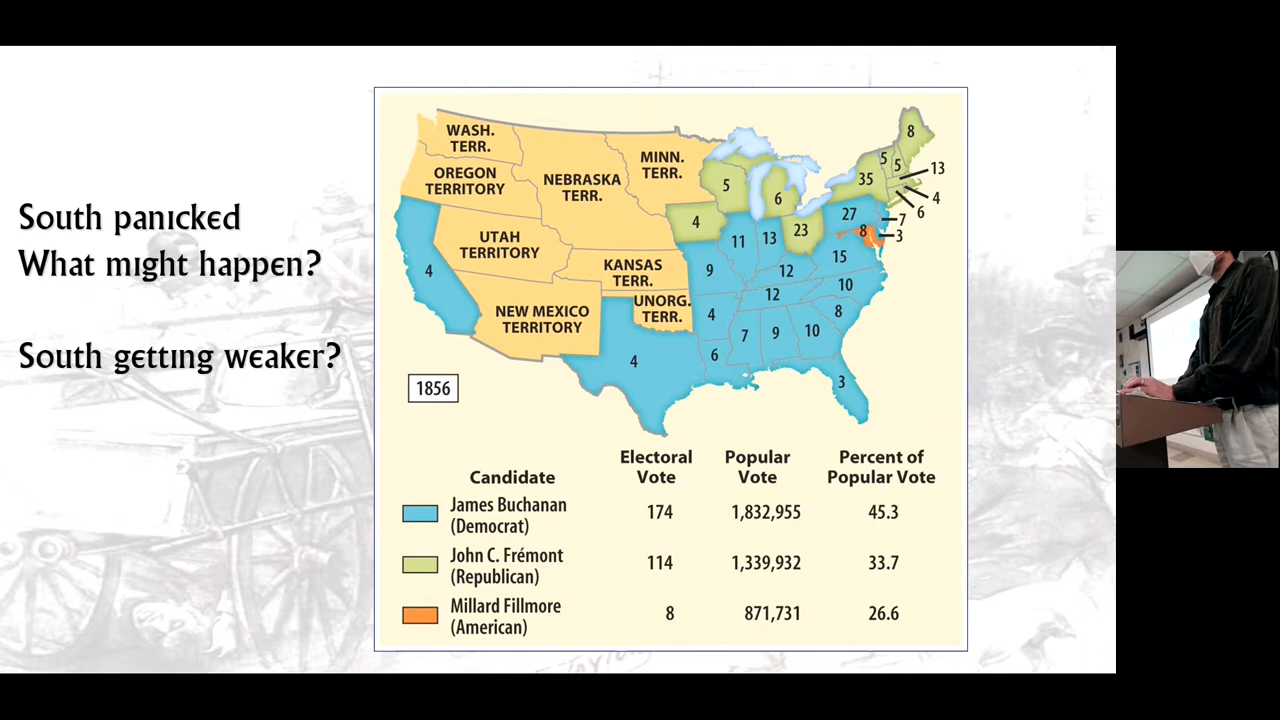 South panicked
What might happen?
South getting weaker?
WASH.
TERR.
OREGON
TERRITORY
NEBRASKA
TERR.
MINN.
TERR.
UTAH
TERRITORY
KANSAS
TERR.
UNORG.
TERR.
NEW MEXICO
TERRITORY
8
5
5
13
35
4
6
5
6
4
23
27
7
8
3
11
13
4
9
12
15
12
10
4
8
7
9
10
6
4
3
1856
Candidate
Electoral
Vote
Popular
Vote
Percent of
Popular Vote
James Buchanan
(Democrat)
174
1,832,955
45.3
John C. Frémont
(Republican)
114
1,339,932
33.7
Millard Fillmore
(American)
8
871,731
26.6